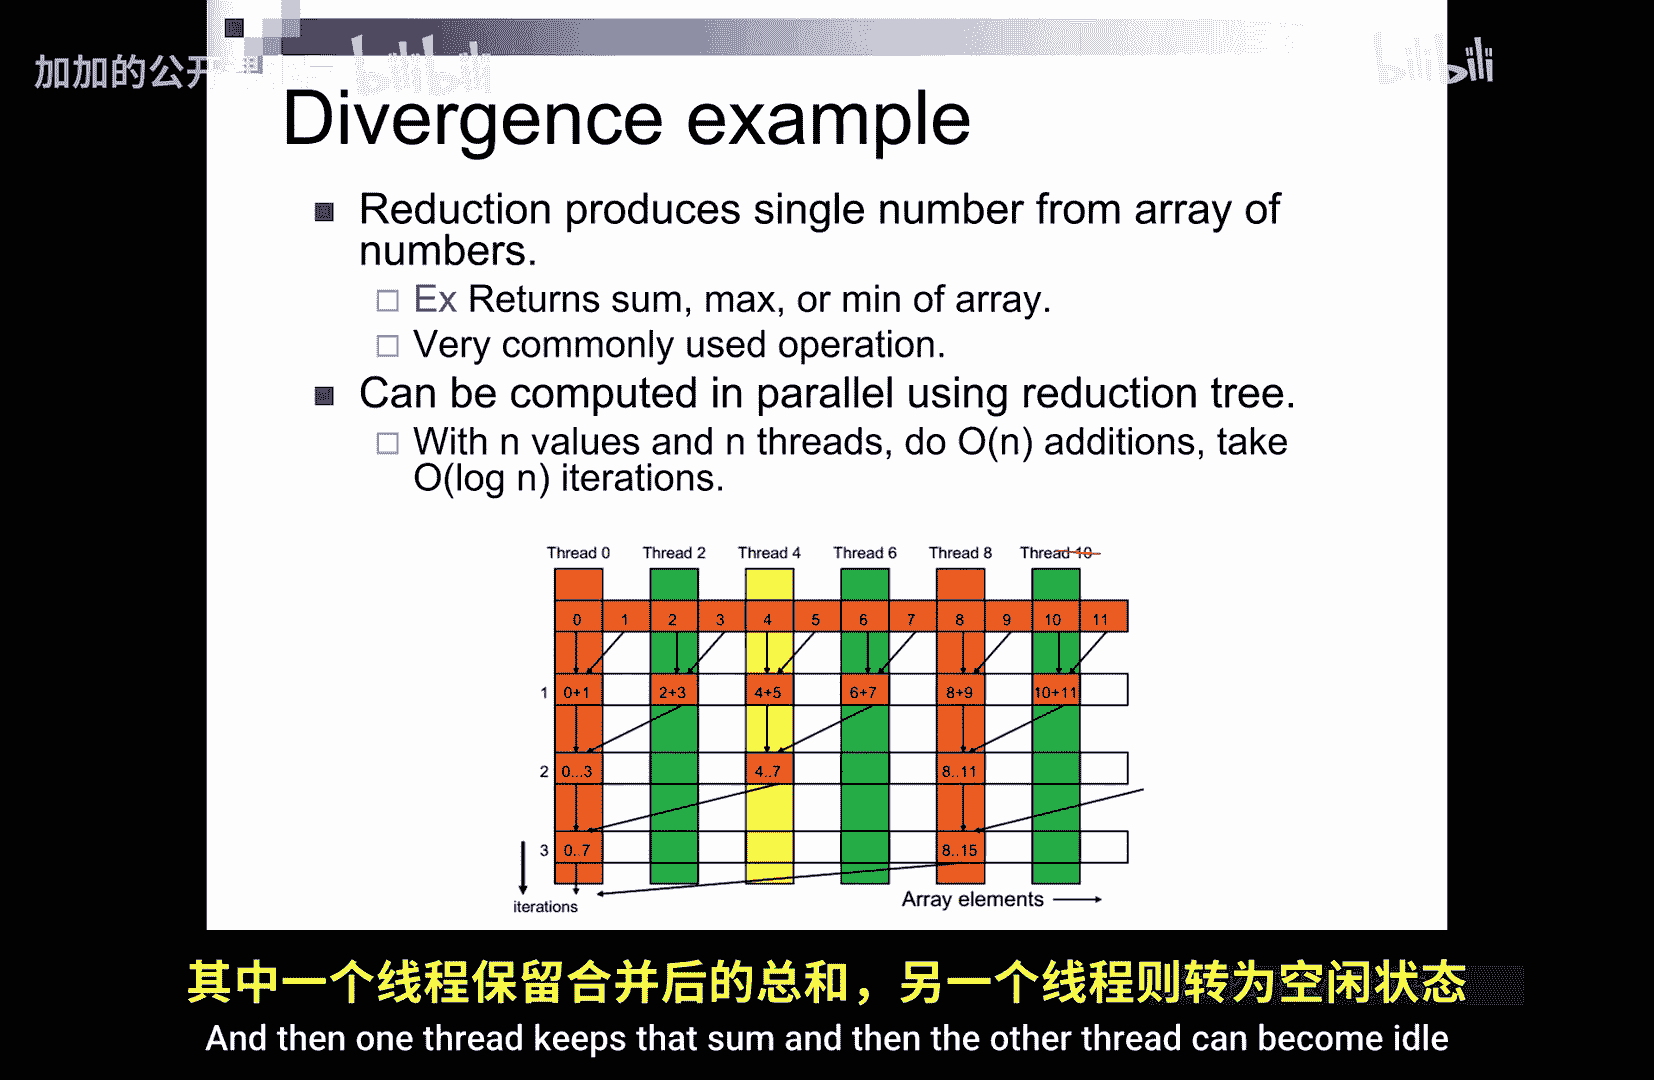 加加的公开
bilibili
bilibili
Divergence example
Reduction produces single number from array of
numbers.
Ex Returns sum, max, or min of array.
Very commonly used operation.
Can be computed in parallel using reduction tree.
With n values and n threads, do O(n) additions, take
O(log n) iterations.
Thread 0 Thread 2 Thread 4 Thread 6 Thread 8 Thread 10
0 1 2 3 4 5 6 7 8 9 10 11
1 0+1 2+3 4+5 6+7 8+9 10+11
2 0...3 4..7 8..11
3 0..7 8..15
iterations
Array elements
其中一个线程保留合并后的总和，另一个线程则转为空闲状态
And then one thread keeps that sum and then the other thread can become idle